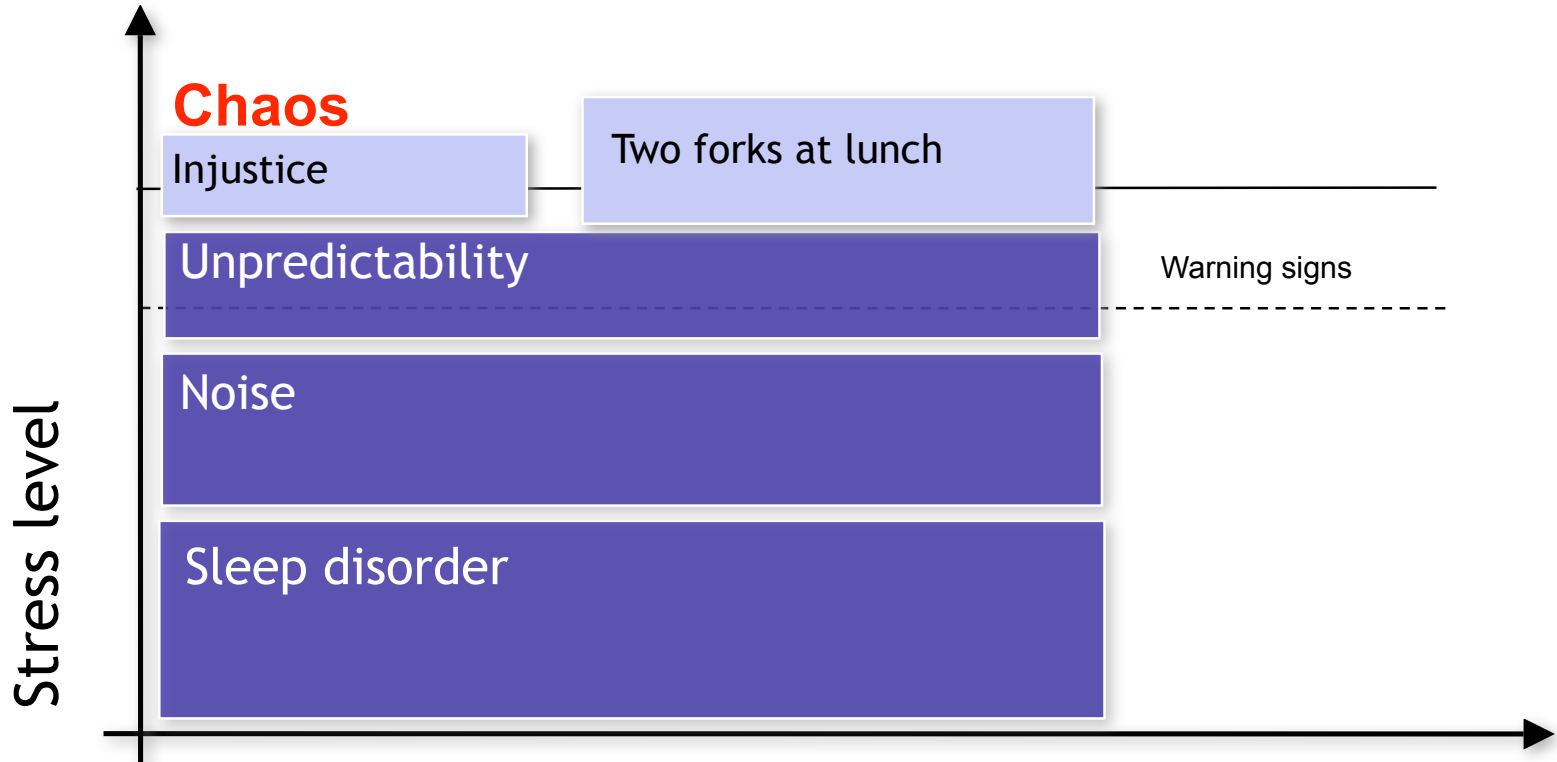 Chaos
Injustice
Two forks at lunch
Unpredictability
Warning signs
Noise
Sleep disorder
Stress level